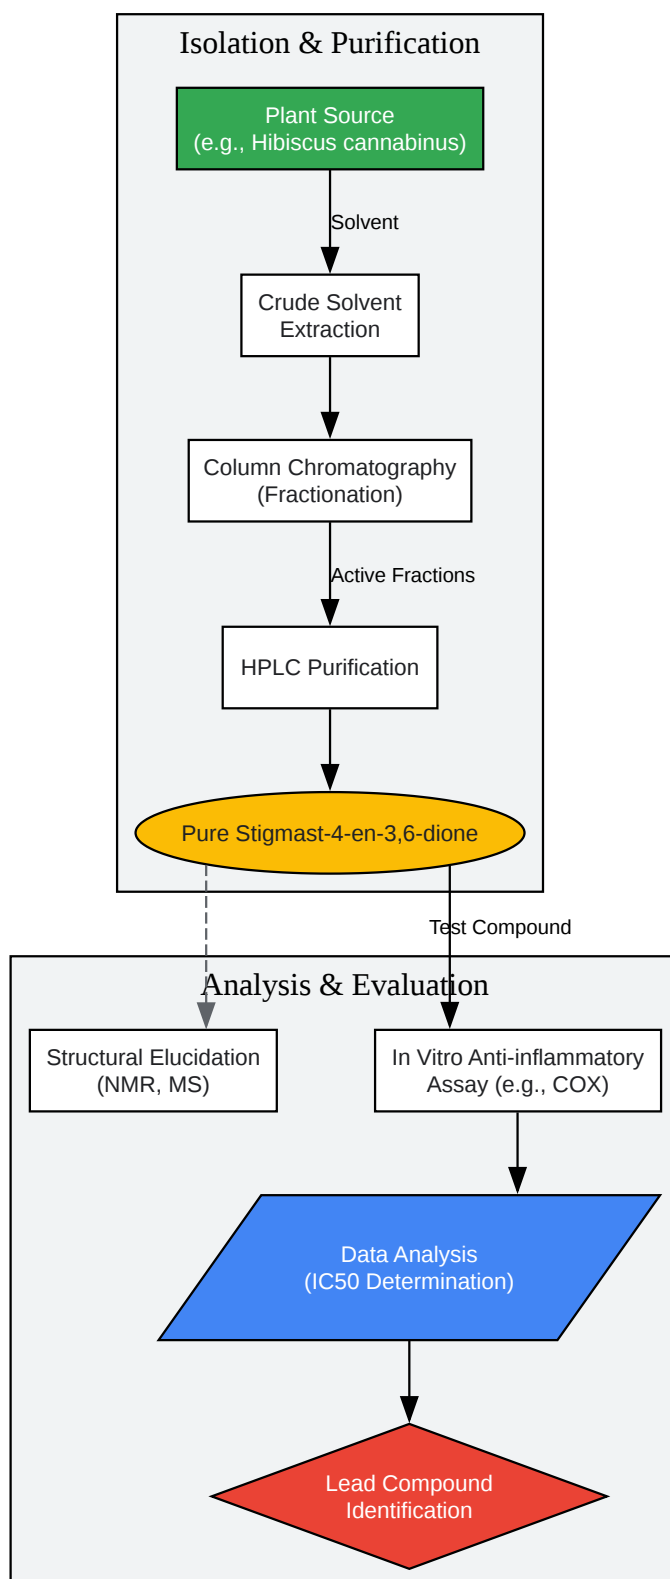 Isolation & Purification
Plant Source
(e.g., Hibiscus cannabinus)
Solvent
Crude Solvent
Extraction
Column Chromatography
(Fractionation)
Active Fractions
HPLC Purification
Pure Stigmast-4-en-3,6-dione
Test Compound
Analysis & Evaluation
Structural Elucidation
(NMR, MS)
In Vitro Anti-inflammatory
Assay (e.g., COX)
Data Analysis
(IC50 Determination)
Lead Compound
Identification